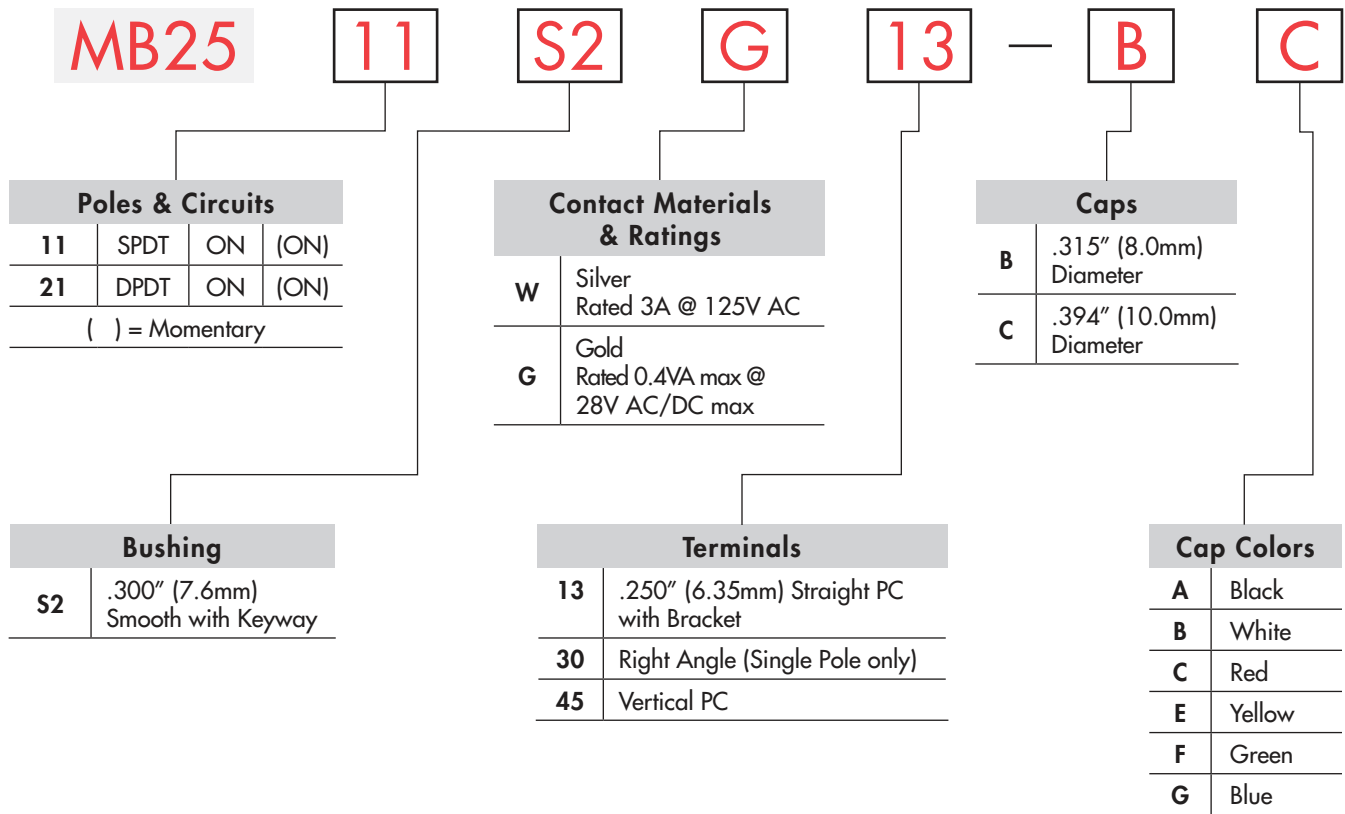 MB25 11 S2 G 13 — B C
Poles & Circuits
11 SPDT ON (ON)
21 DPDT ON (ON)
( ) = Momentary
Contact Materials
& Ratings
W Silver
Rated 3A @ 125V AC
G Gold
Rated 0.4VA max @
28V AC/DC max
Caps
B .315″ (8.0mm)
Diameter
C .394″ (10.0mm)
Diameter
Bushing
S2 .300″ (7.6mm)
Smooth with Keyway
Terminals
13 .250″ (6.35mm) Straight PC
with Bracket
30 Right Angle (Single Pole only)
45 Vertical PC
Cap Colors
A Black
B White
C Red
E Yellow
F Green
G Blue